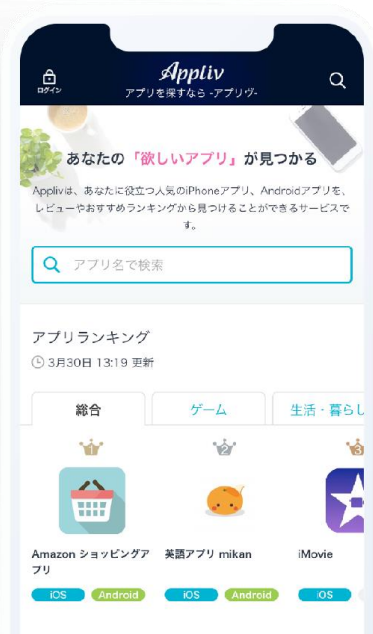 Appliv
ログイン
アプリを探すなら -アプリヴ-
あなたの「欲しいアプリ」が見つかる
Applivは、あなたに役立つ人気のiPhoneアプリ、Androidアプリを、
レビューやおすすめランキングから見つけることができるサービスで
す。
アプリ名で検索
アプリランキング
3月30日 13:19 更新
総合
ゲーム
生活・暮らし
1
2
3
Amazon ショッピングア
プリ
英語アプリ mikan
iMovie
iOS
Android
iOS
Android
iOS